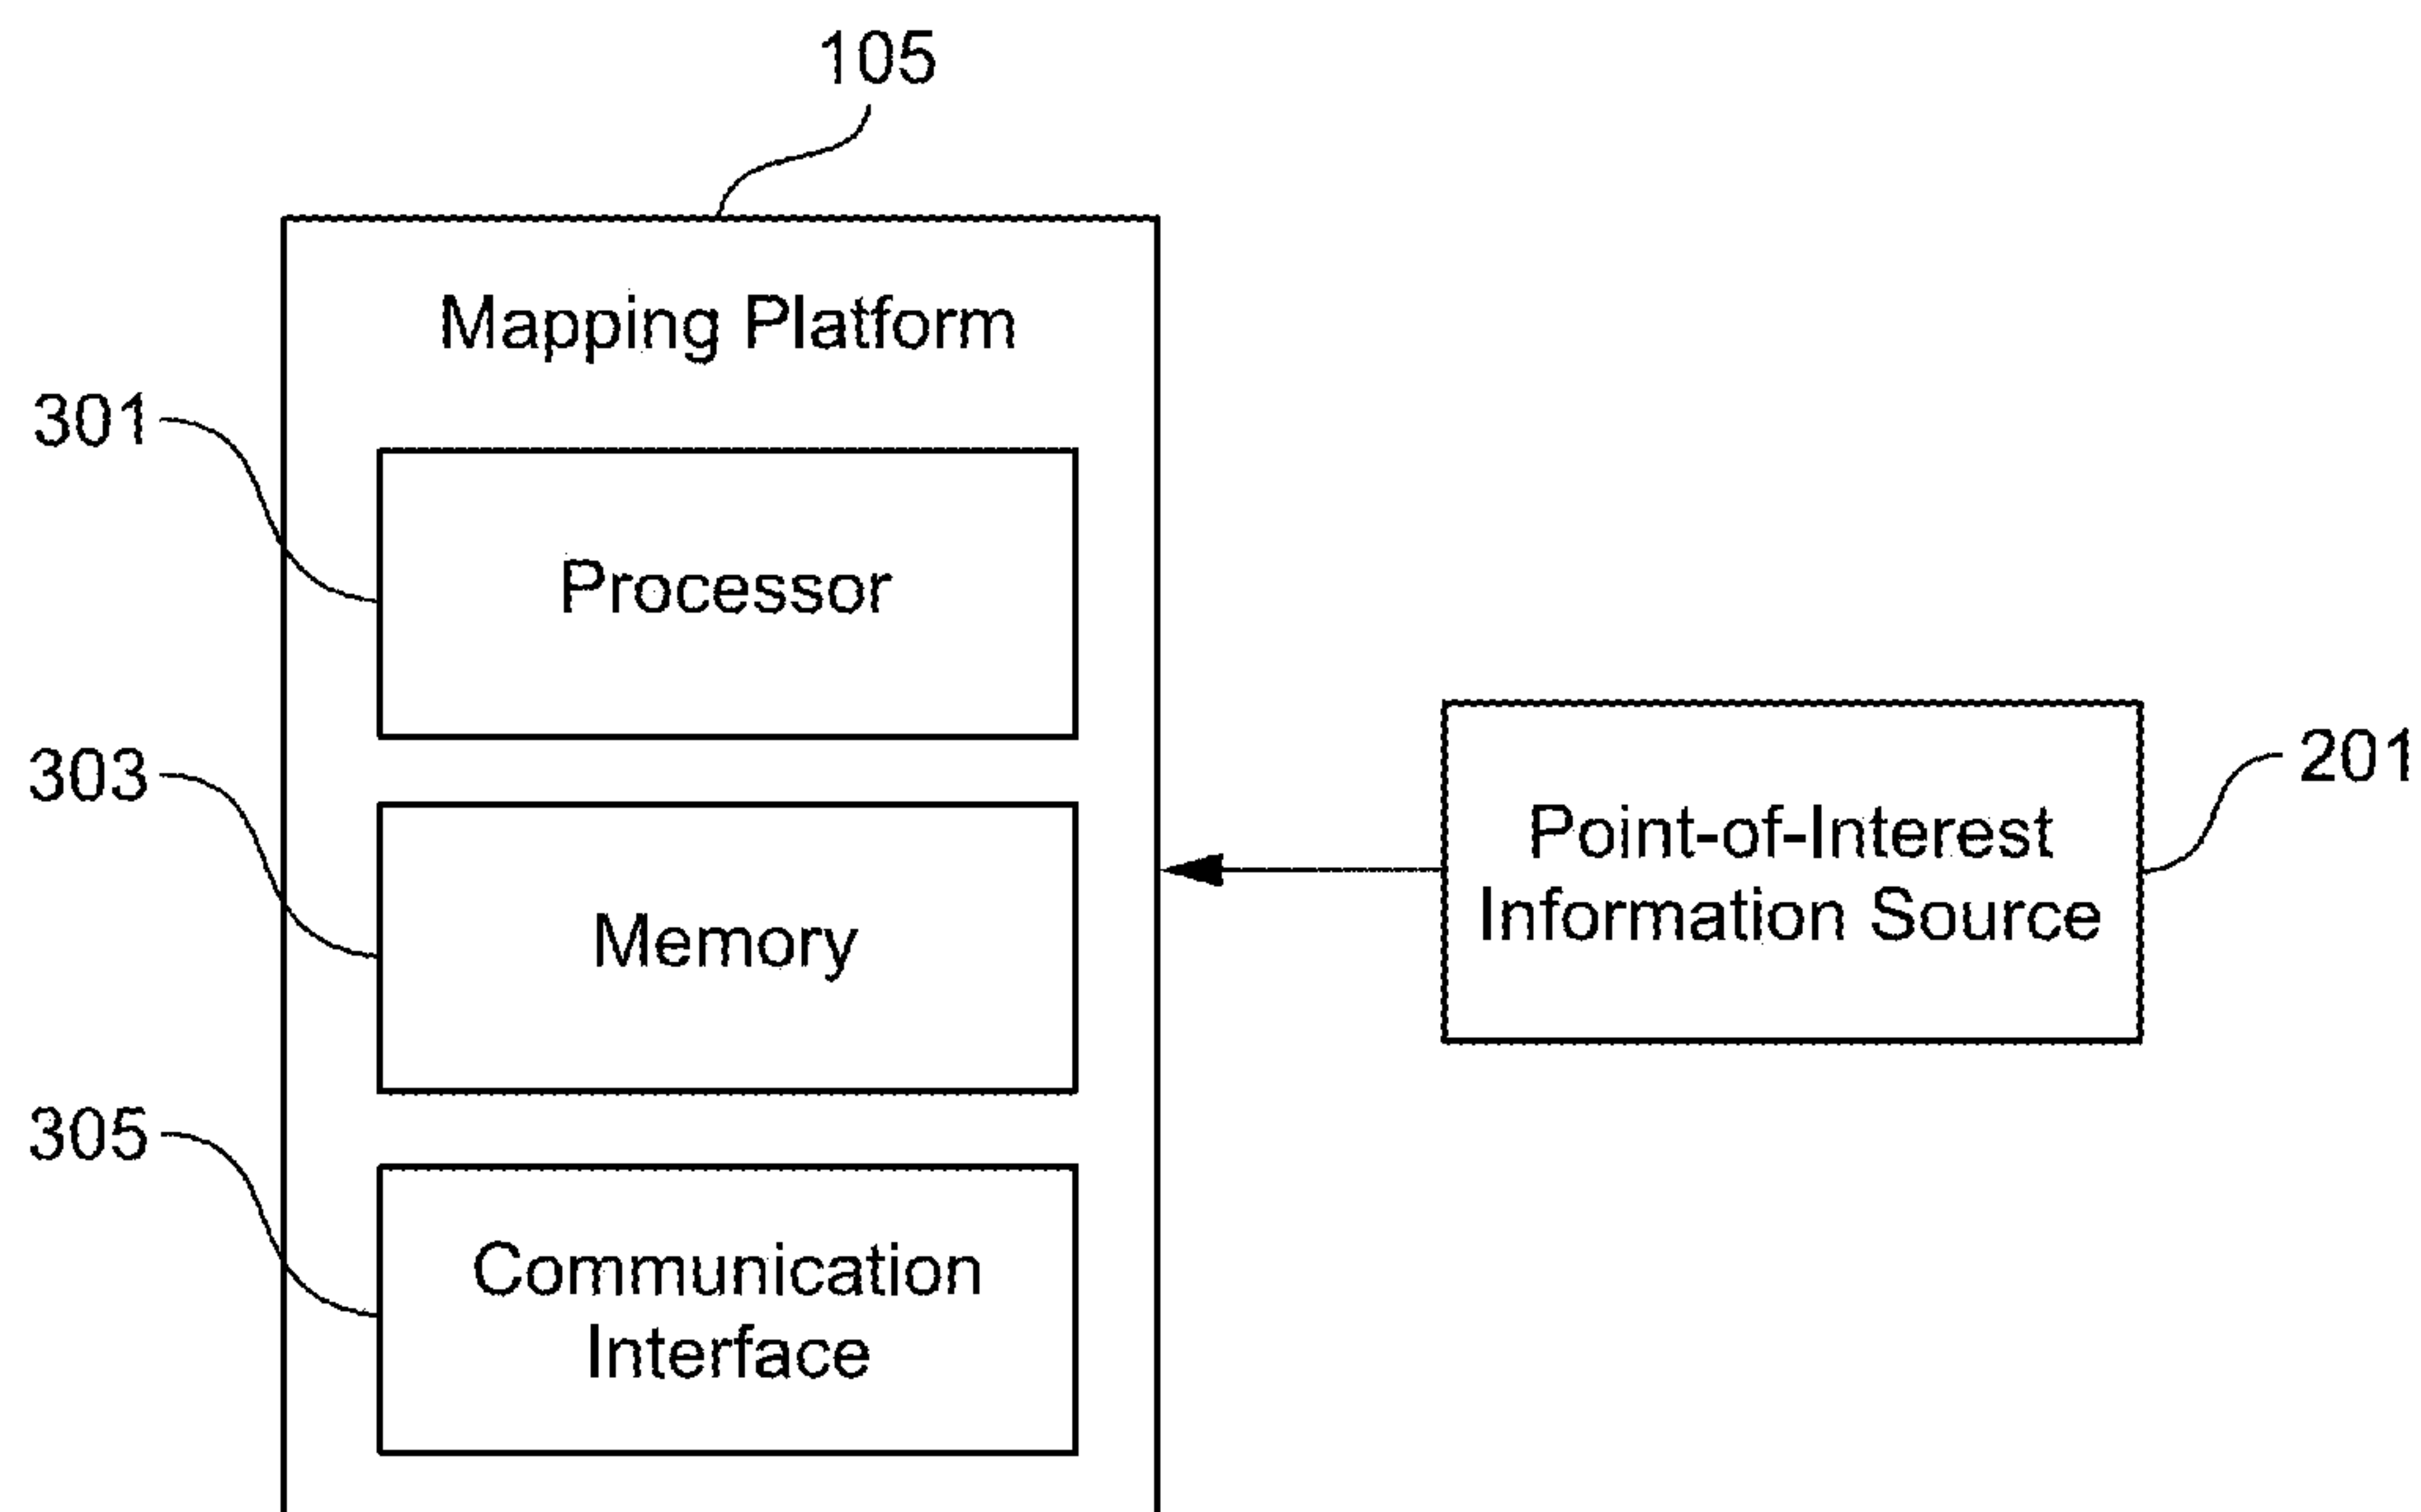 105
Mapping Platform
301
Processor
303
Memory
305
Communication
Interface
Point-of-Interest
Information Source
201